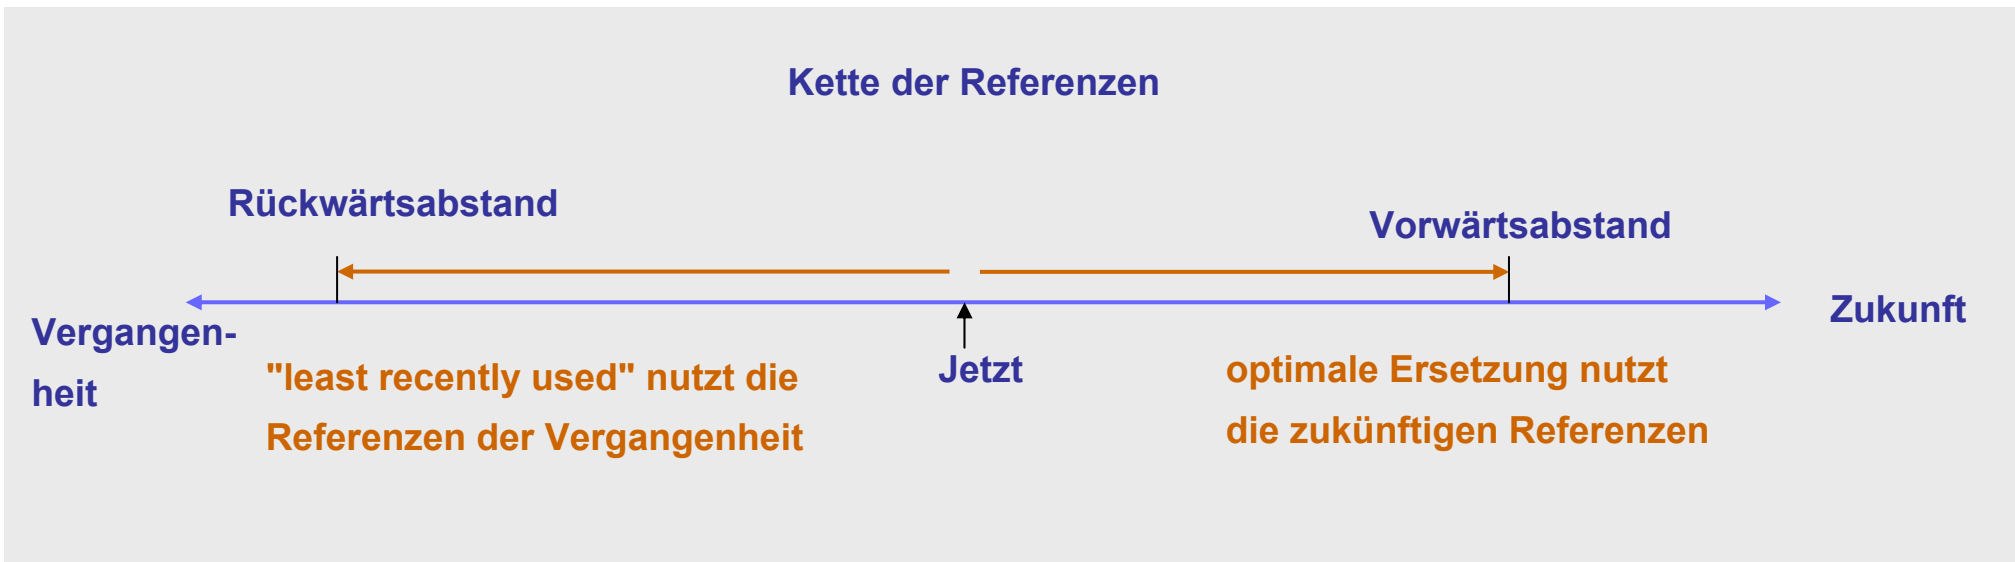 Kette der Referenzen
Rückwärtsabstand
Vorwärtsabstand
Vergangen-
heit
Zukunft
"least recently used" nutzt die
Referenzen der Vergangenheit
Jetzt
optimale Ersetzung nutzt
die zukünftigen Referenzen